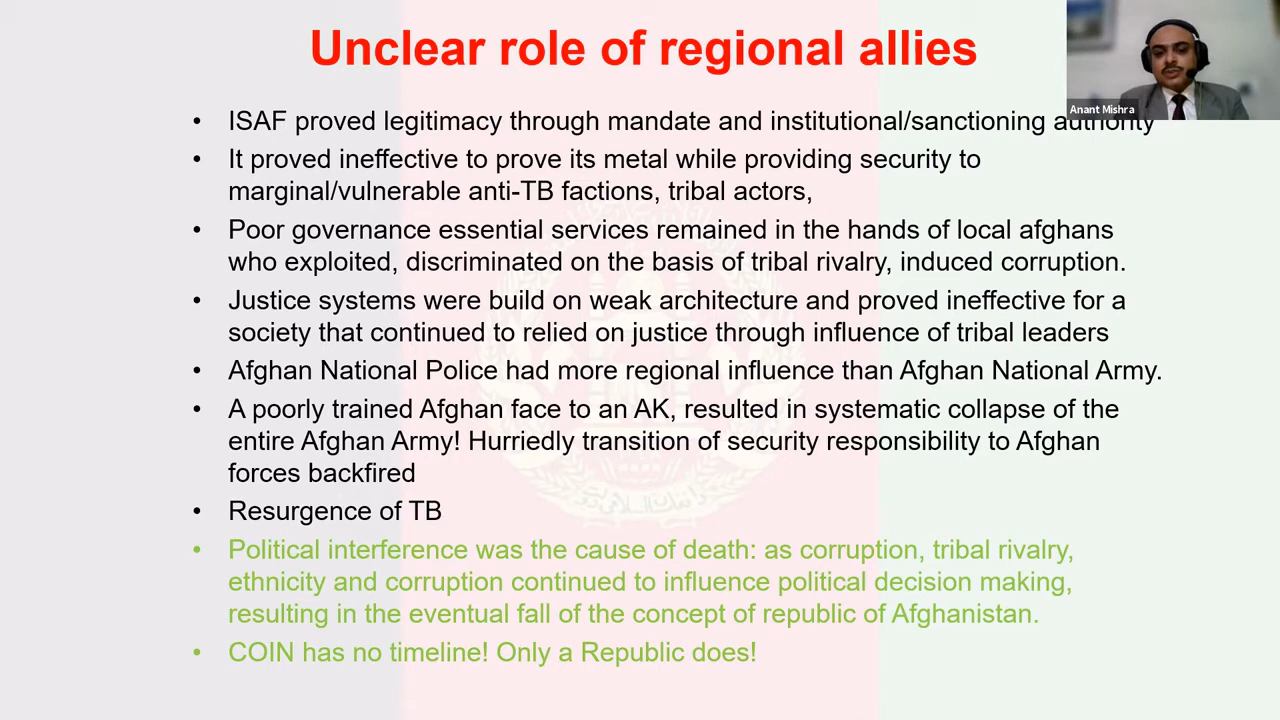 Unclear role of regional allies
Anant Mishra
• ISAF proved legitimacy through mandate and institutional/sanctioning authority
• It proved ineffective to prove its metal while providing security to
marginal/vulnerable anti-TB factions, tribal actors,
• Poor governance essential services remained in the hands of local afghans
who exploited, discriminated on the basis of tribal rivalry, induced corruption.
• Justice systems were build on weak architecture and proved ineffective for a
society that continued to relied on justice through influence of tribal leaders
• Afghan National Police had more regional influence than Afghan National Army.
• A poorly trained Afghan face to an AK, resulted in systematic collapse of the
entire Afghan Army! Hurriedly transition of security responsibility to Afghan
forces backfired
• Resurgence of TB
• Political interference was the cause of death: as corruption, tribal rivalry,
ethnicity and corruption continued to influence political decision making,
resulting in the eventual fall of the concept of republic of Afghanistan.
• COIN has no timeline! Only a Republic does!